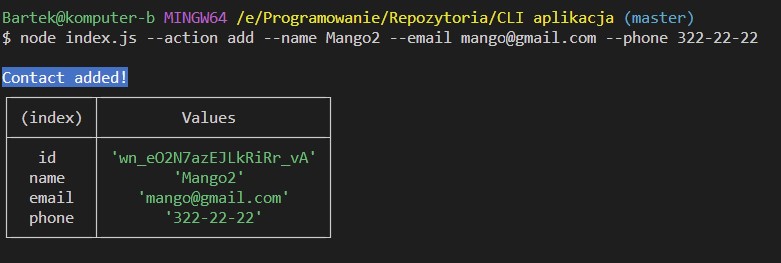 Bartek@komputer-b MINGW64 /e/Programowanie/Repozytoria/CLI aplikacja (master)
$ node index.js --action add --name Mango2 --email mango@gmail.com --phone 322-22-22
Contact added!
(index) Values
id 'wn_eO2N7azEJLkRiRr_vA'
name 'Mango2'
email 'mango@gmail.com'
phone '322-22-22'